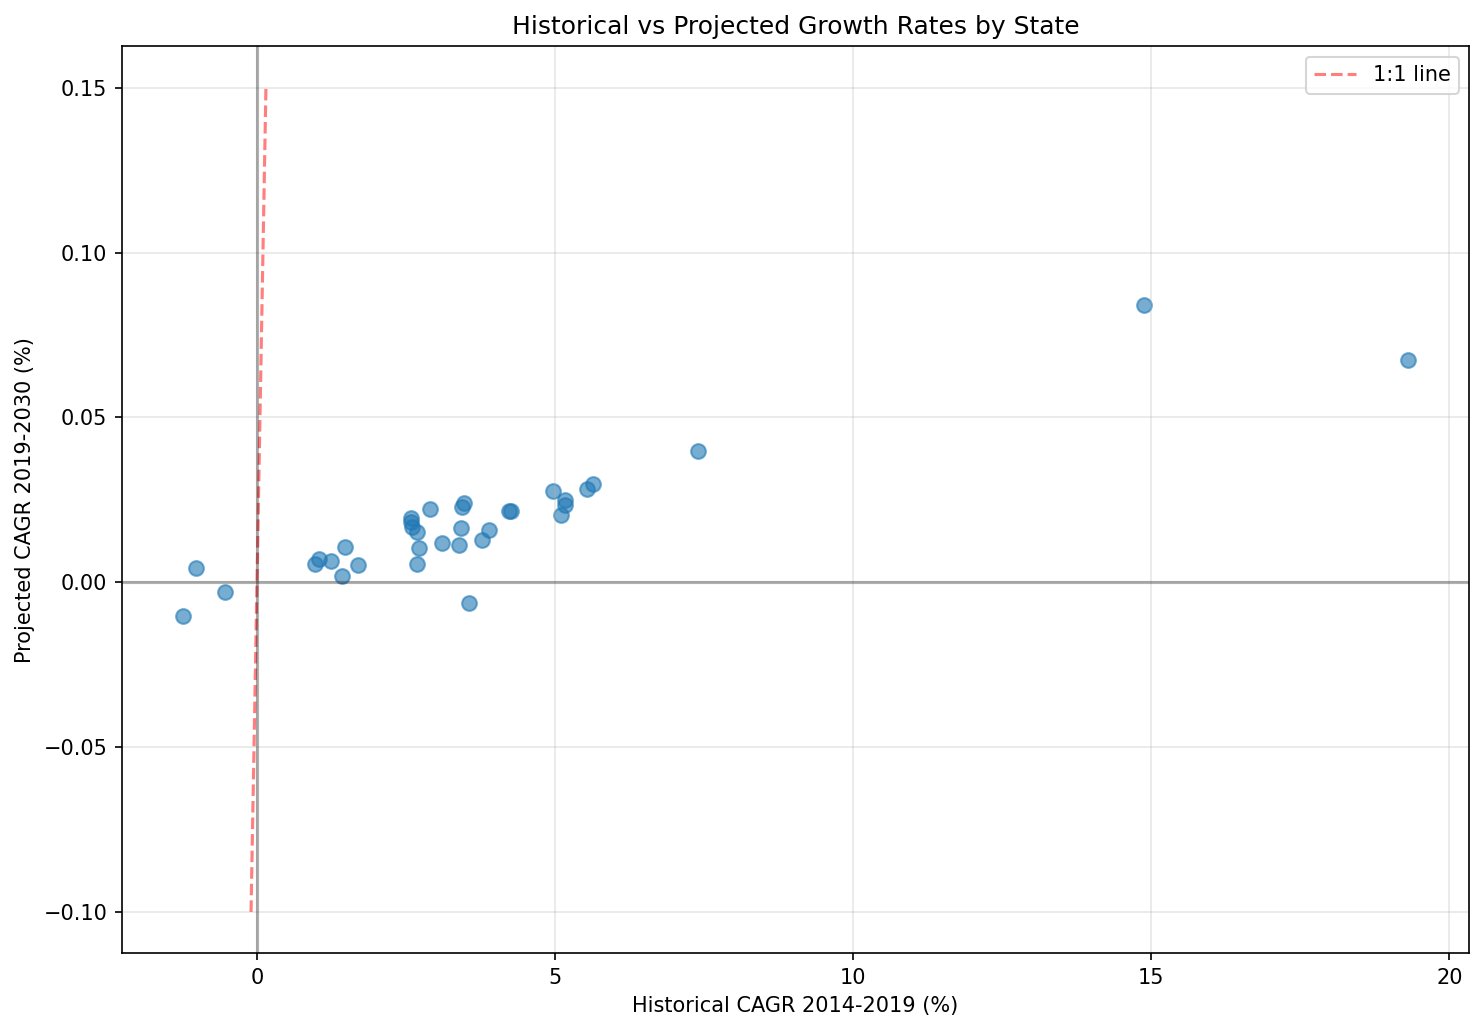 Historical vs Projected Growth Rates by State
1:1 line
0.15
0.10
0.05
0.00
−0.05
−0.10
Projected CAGR 2019-2030 (%)
0
5
10
15
20
Historical CAGR 2014-2019 (%)